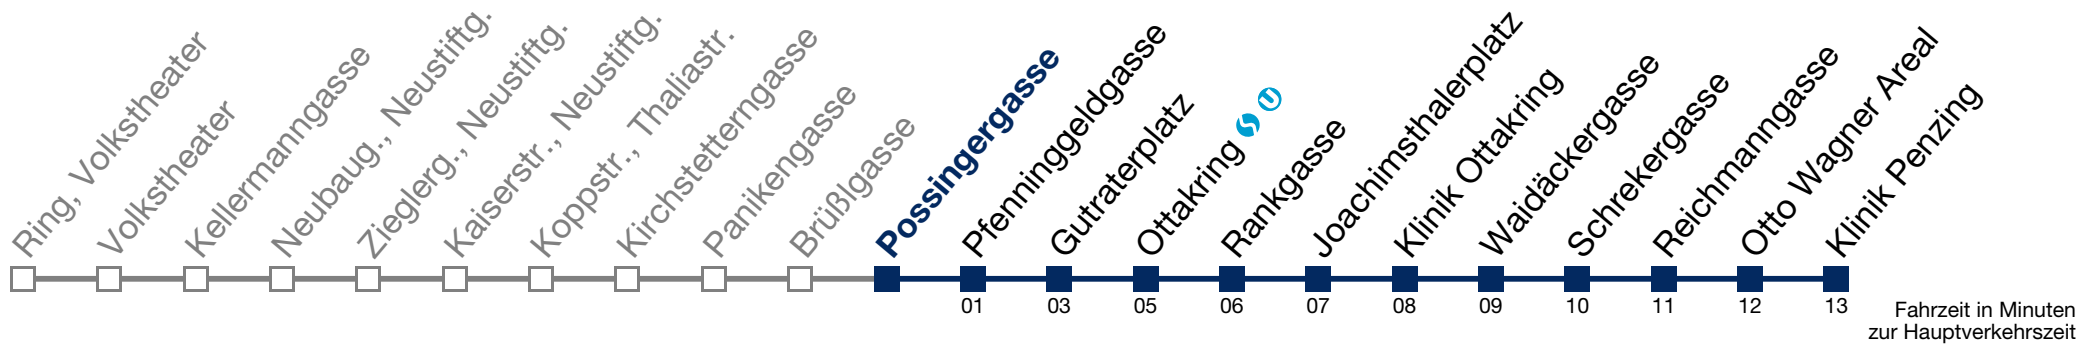 Ring, Volkstheater
Volkstheater
Kellermanngasse
Neubaug., Neustiftg.
Zieglerg., Neustiftg.
Kaiserstr., Neustiftg.
Koppstr., Thaliastr.
Kirchstetterngasse
Panikengasse
Brüßlgasse
Possingergasse
Pfenninggeldgasse
Gutraterplatz
Ottakring S U
Rankgasse
Joachimsthalerplatz
Klinik Ottakring
Waidäckergasse
Schrekergasse
Reichmanngasse
Otto Wagner Areal
Klinik Penzing
01 03 05 06 07 08 09 10 11 12 13
Fahrzeit in Minuten
zur Hauptverkehrszeit